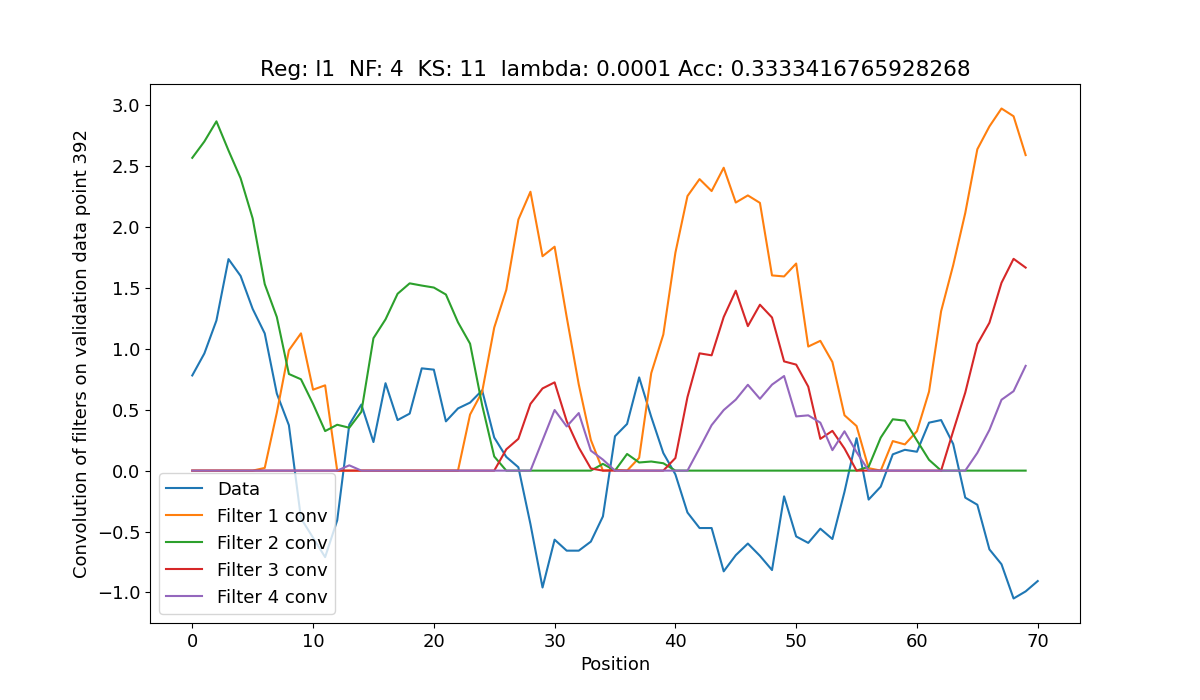 Reg: l1  NF: 4  KS: 11  lambda: 0.0001 Acc: 0.3333416765928268
Convolution of filters on validation data point 392
3.0
2.5
2.0
1.5
1.0
0.5
0.0
−0.5
−1.0
Data
Filter 1 conv
Filter 2 conv
Filter 3 conv
Filter 4 conv
0 10 20 30 40 50 60 70
Position